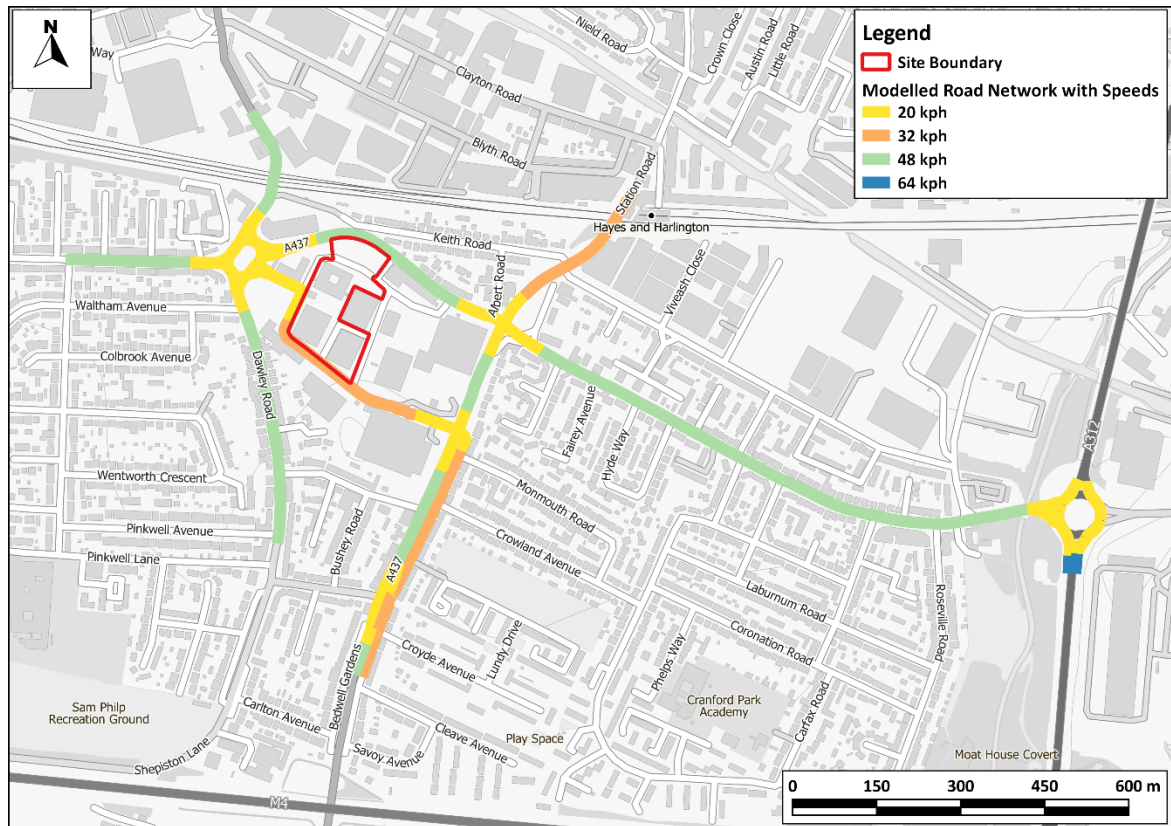 N
Way
Nield Road
Crown Close
Austin Road
Little Road
Clayton Road
Blyth Road
Station Road
Hayes and Harlington
Keith Road
A437
Albert Road
Viveash Close
Waltham Avenue
Colbrook Avenue
Dawley Road
Fairey Avenue
Hyde Way
A312
Wentworth Crescent
Monmouth Road
Pinkwell Avenue
Bushey Road
Crowland Avenue
Pinkwell Lane
A437
Laburnum Road
Roseville Road
Coronation Road
Lundy Drive
Croyde Avenue
Phelps Way
Bedwell Gardens
Cranford Park
Academy
Carfax Road
Sam Philp
Recreation Ground
Carlton Avenue
Cleave Avenue
Play Space
Savoy Avenue
Shepiston Lane
Moat House Covert
M4
Legend
Site Boundary
Modelled Road Network with Speeds
20 kph
32 kph
48 kph
64 kph
0 150 300 450 600 m